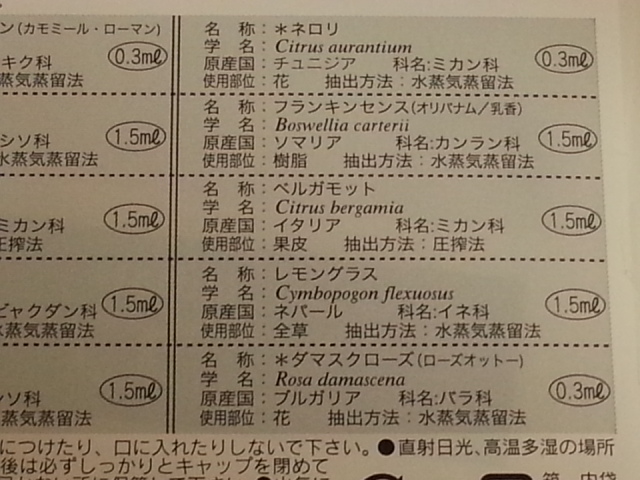 ン(カモミール・ローマン)
キク科
0.3mℓ
蒸気蒸留法
シソ科
1.5mℓ
水蒸気蒸留法
ミカン科
1.5mℓ
圧搾法
ビャクダン科
1.5mℓ
水蒸気蒸留法
シソ科
1.5mℓ
蒸気蒸留法
名 称:＊ネロリ
学 名:Citrus aurantium
原産国:チュニジア 科名:ミカン科
0.3mℓ
使用部位:花 抽出方法:水蒸気蒸留法
名 称:フランキンセンス(オリバナム／乳香)
学 名:Boswellia carterii
原産国:ソマリア 科名:カンラン科
1.5mℓ
使用部位:樹脂 抽出方法:水蒸気蒸留法
名 称:ベルガモット
学 名:Citrus bergamia
原産国:イタリア 科名:ミカン科
1.5mℓ
使用部位:果皮 抽出方法:圧搾法
名 称:レモングラス
学 名:Cymbopogon flexuosus
原産国:ネパール 科名:イネ科
1.5mℓ
使用部位:全草 抽出方法:水蒸気蒸留法
名 称:＊ダマスクローズ(ローズオットー)
学 名:Rosa damascena
原産国:ブルガリア 科名:バラ科
0.3mℓ
使用部位:花 抽出方法:水蒸気蒸留法
につけたり、口に入れたりしないで下さい。●直射日光、高温多湿の場所
後は必ずしっかりとキャップを閉めて
箱 内袋